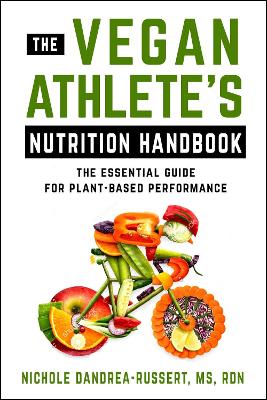 THE
VEGAN
ATHLETE'S
NUTRITION HANDBOOK
THE ESSENTIAL GUIDE
FOR PLANT-BASED PERFORMANCE
NICHOLE DANDREA-RUSSERT, MS, RDN